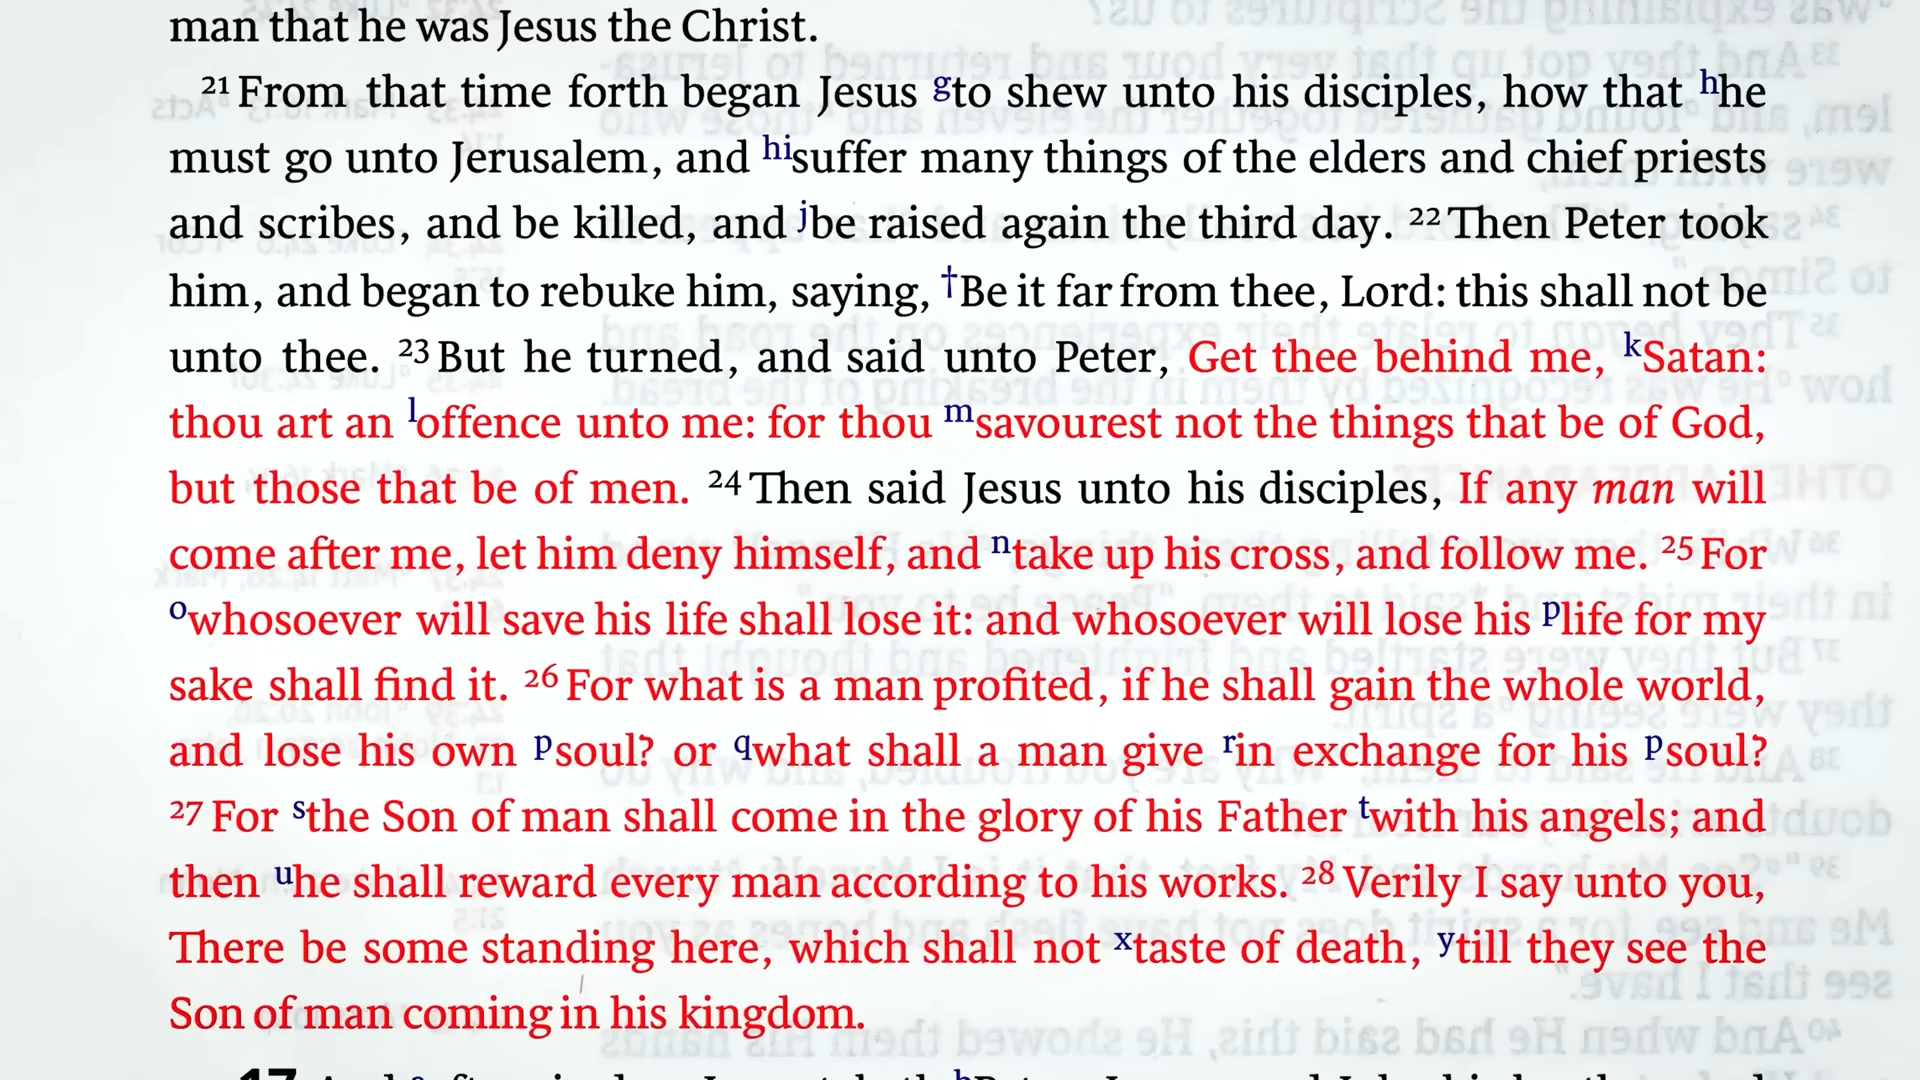 man that he was Jesus the Christ.
21 From that time forth began Jesus gto shew unto his disciples, how that hhe
must go unto Jerusalem, and hisuffer many things of the elders and chief priests
and scribes, and be killed, and jbe raised again the third day. 22 Then Peter took
him, and began to rebuke him, saying, †Be it far from thee, Lord: this shall not be
unto thee. 23 But he turned, and said unto Peter, Get thee behind me, kSatan:
thou art an loffence unto me: for thou msavourest not the things that be of God,
but those that be of men. 24 Then said Jesus unto his disciples, If any man will
come after me, let him deny himself, and ntake up his cross, and follow me. 25 For
owhosoever will save his life shall lose it: and whosoever will lose his plife for my
sake shall find it. 26 For what is a man profited, if he shall gain the whole world,
and lose his own psoul? or qwhat shall a man give rin exchange for his psoul?
27 For sthe Son of man shall come in the glory of his Father twith his angels; and
then uhe shall reward every man according to his works. 28 Verily I say unto you,
There be some standing here, which shall not xtaste of death, ytill they see the
Son of man coming in his kingdom.